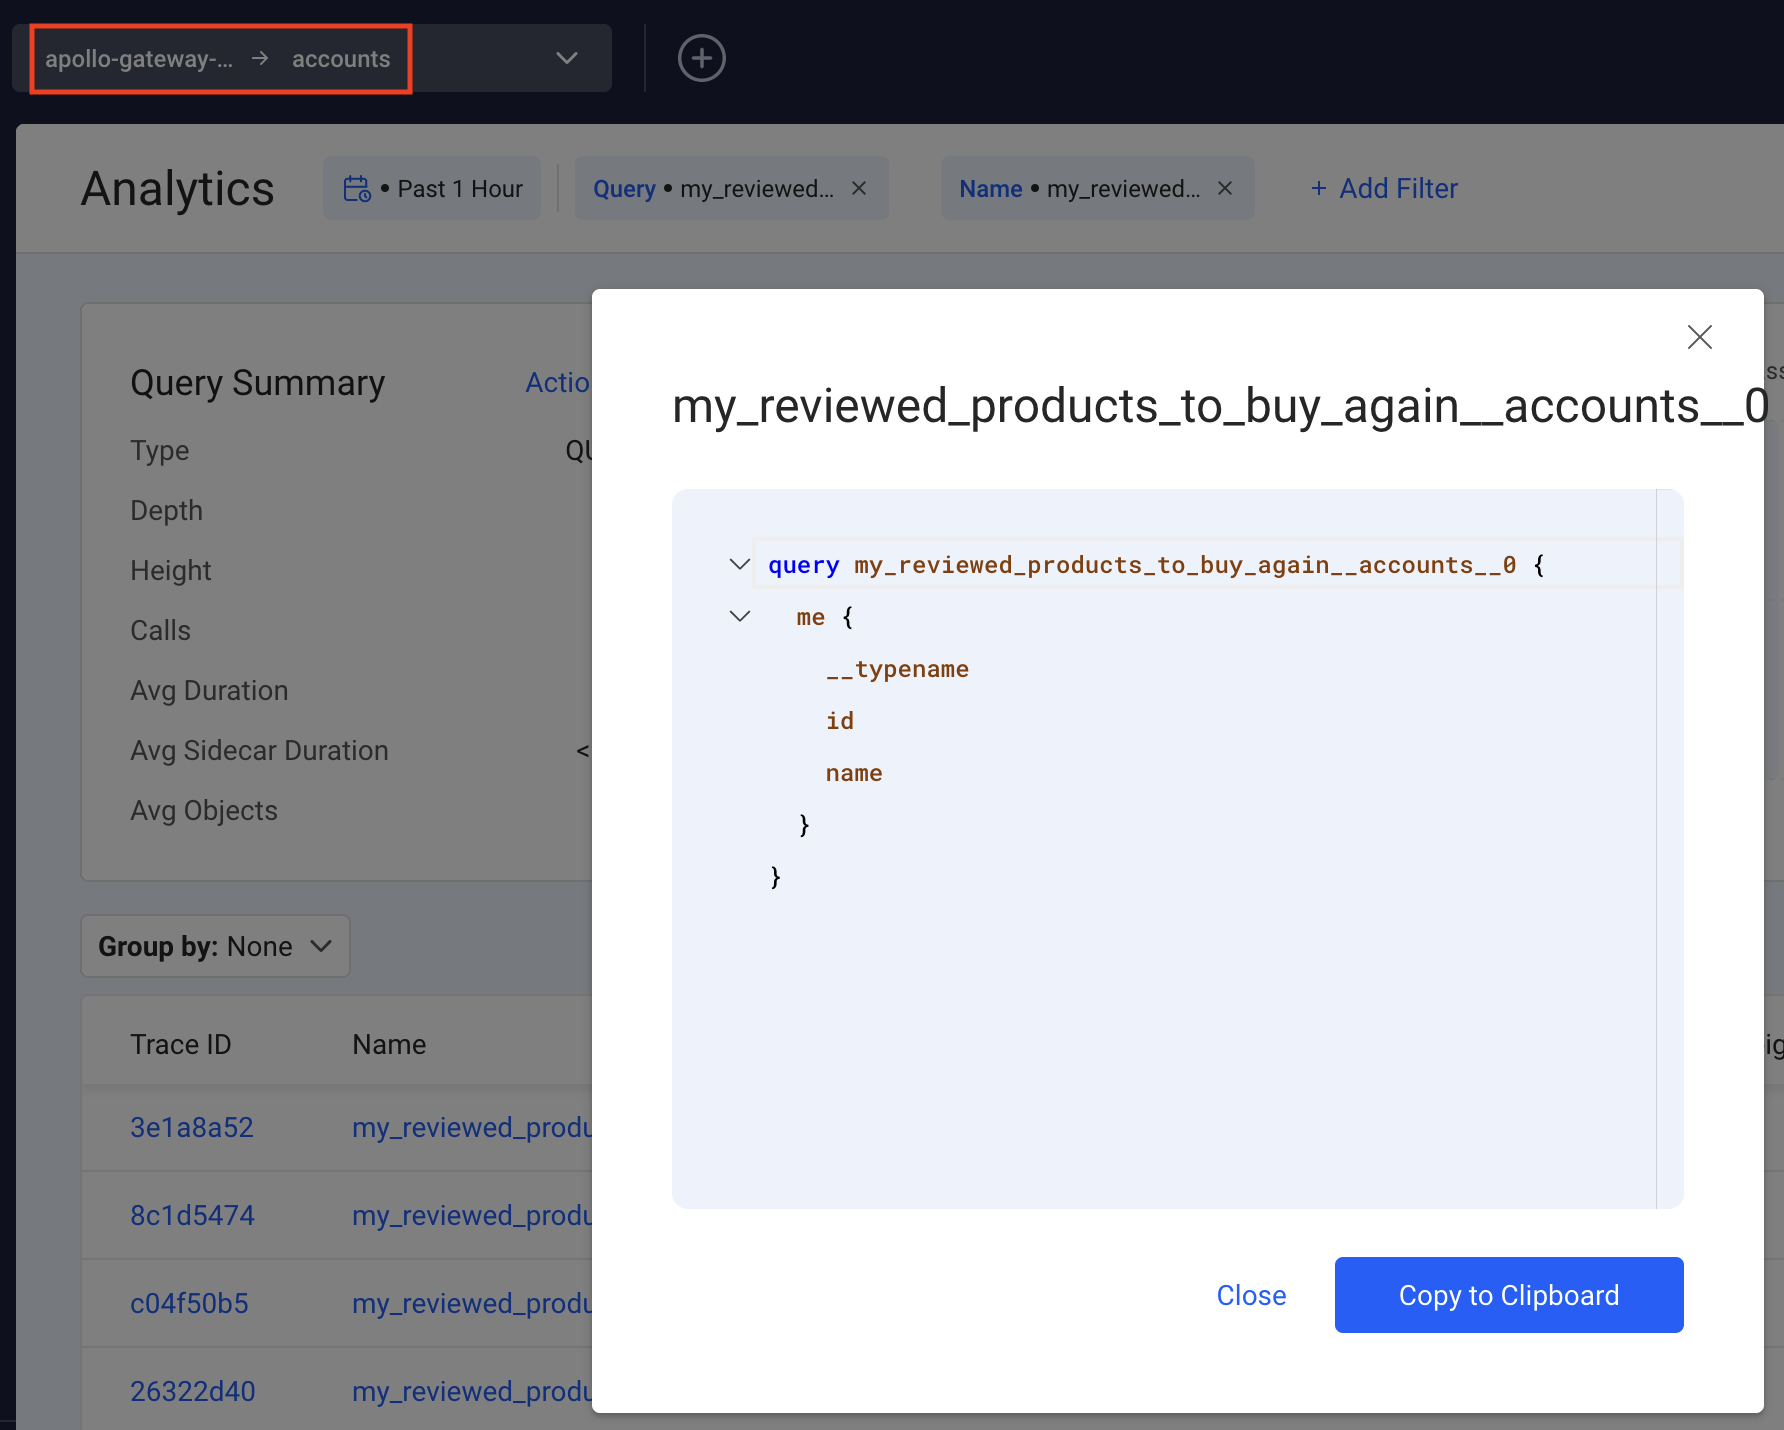 apollo-gateway-... → accounts
Analytics • Past 1 Hour Query • my_reviewed... × Name • my_reviewed... × + Add Filter
Query Summary Actio
Type QU
Depth
Height
Calls
Avg Duration
Avg Sidecar Duration <
Avg Objects
Group by: None
Trace ID Name
3e1a8a52 my_reviewed_produ
8c1d5474 my_reviewed_produ
c04f50b5 my_reviewed_produ
26322d40 my_reviewed_produ
my_reviewed_products_to_buy_again__accounts__0
query my_reviewed_products_to_buy_again__accounts__0 {
me {
__typename
id
name
}
}
Close Copy to Clipboard